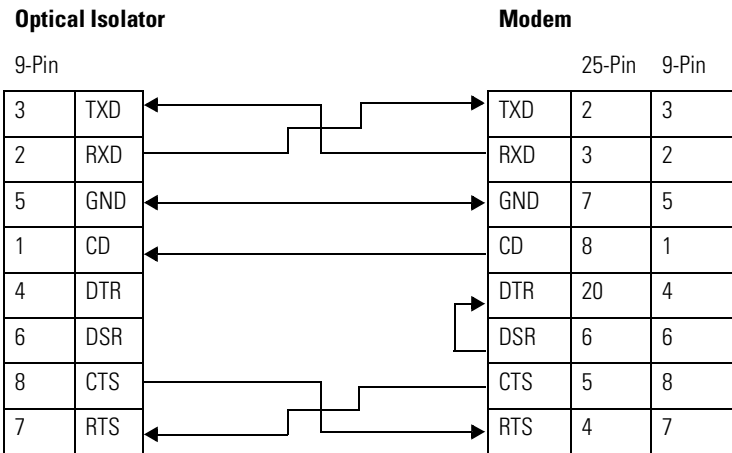 Optical Isolator Modem
9-Pin 25-Pin 9-Pin
3 TXD TXD 2 3
2 RXD RXD 3 2
5 GND GND 7 5
1 CD CD 8 1
4 DTR DTR 20 4
6 DSR DSR 6 6
8 CTS CTS 5 8
7 RTS RTS 4 7